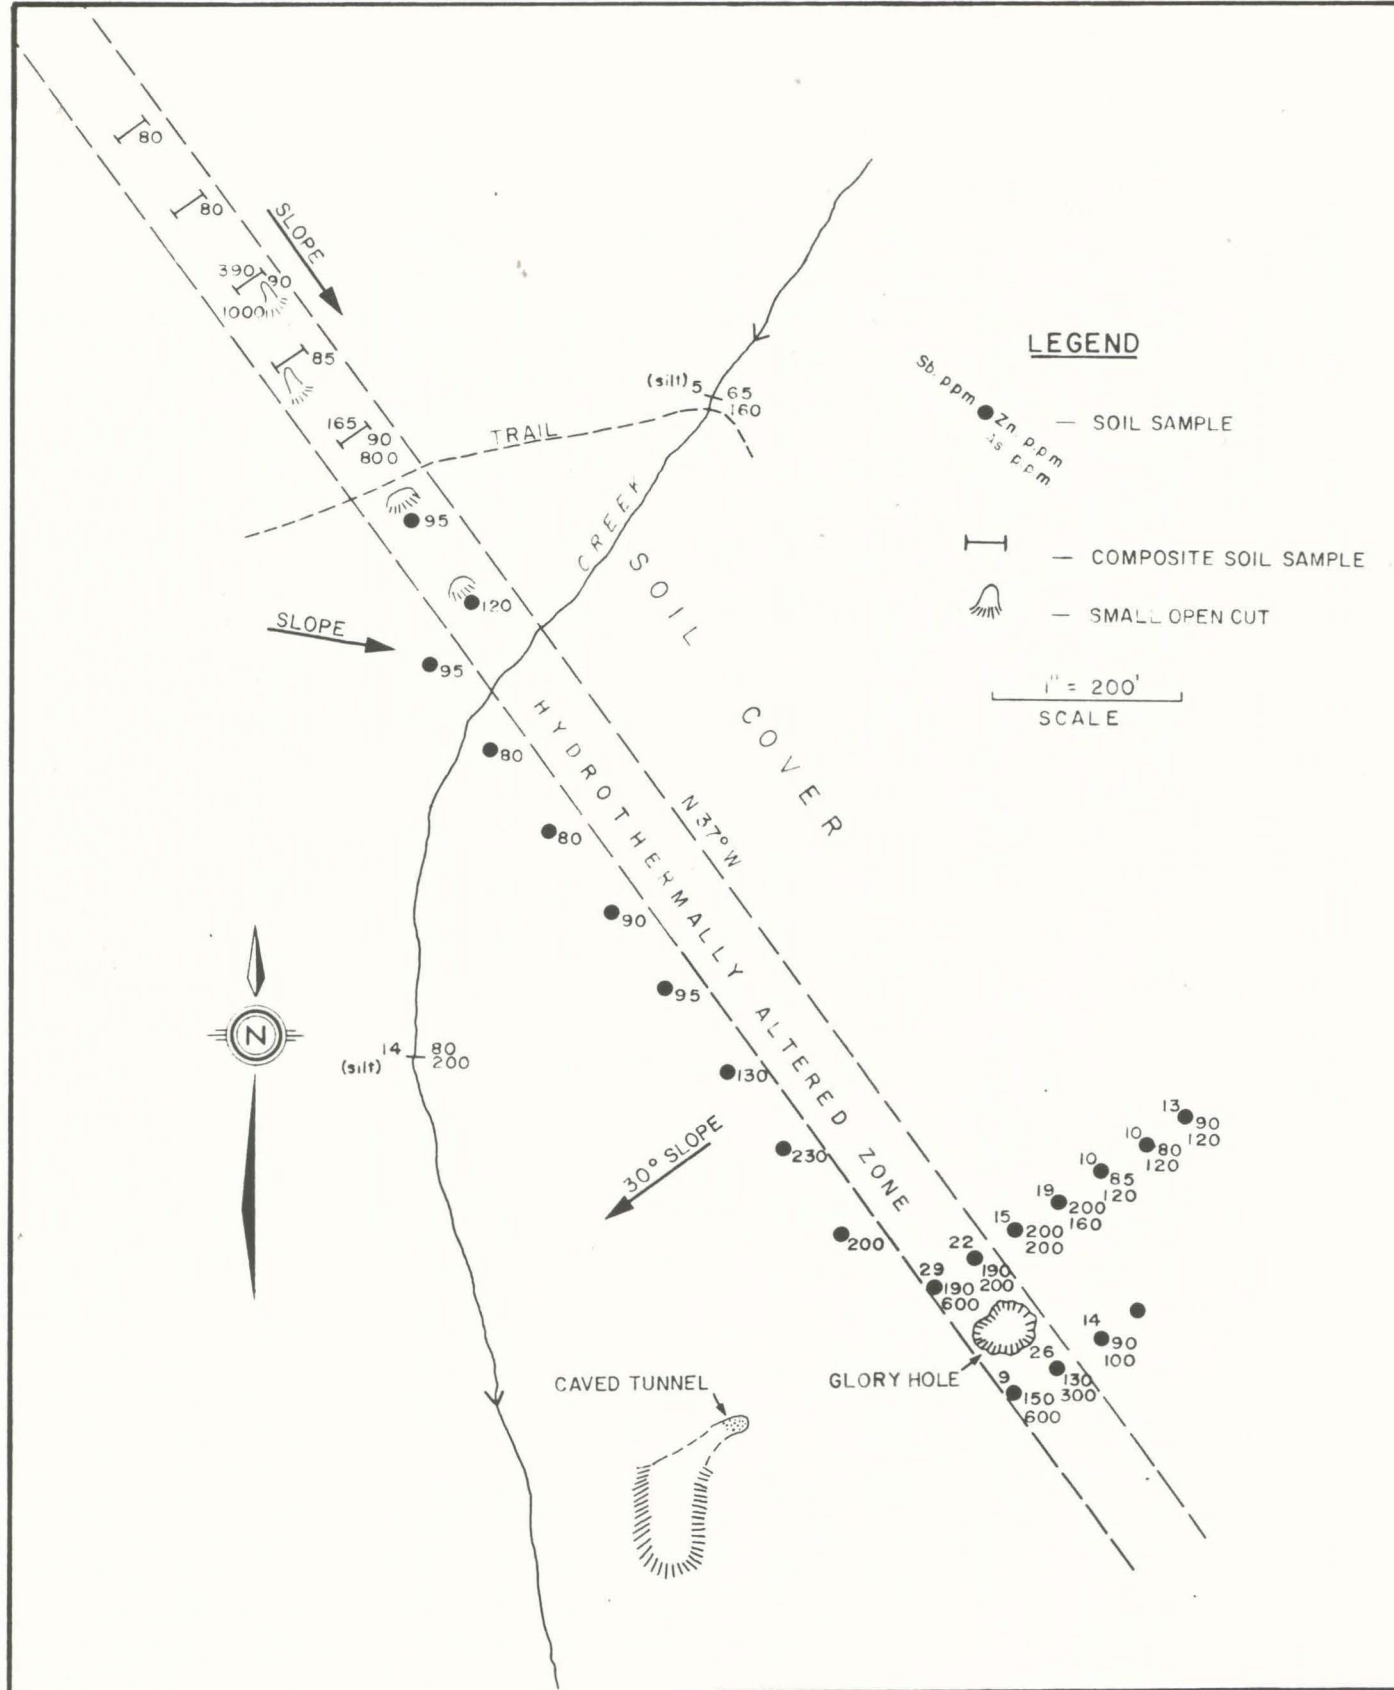 80
80
SLOPE
390 90
1000
85
165 90
800
TRAIL
(silt) 5 65
160
LEGEND
Sb. ppm
Zn. p.p.m
As p.p.m
— SOIL SAMPLE
— COMPOSITE SOIL SAMPLE
— SMALL OPEN CUT
1" = 200'
SCALE
95
CREEK
SOIL COVER
120
SLOPE
95
80
80
90
95
130
230
200
HYDROTHERMALLY ALTERED ZONE
N 37° W
N
14 80
(silt) 200
30° SLOPE
13 90
120
10 80
120
10 85
120
19 200
160
15 200
200
22 190
200
29 190
600
14 90
100
26 130
300
9 150
600
GLORY HOLE
CAVED TUNNEL